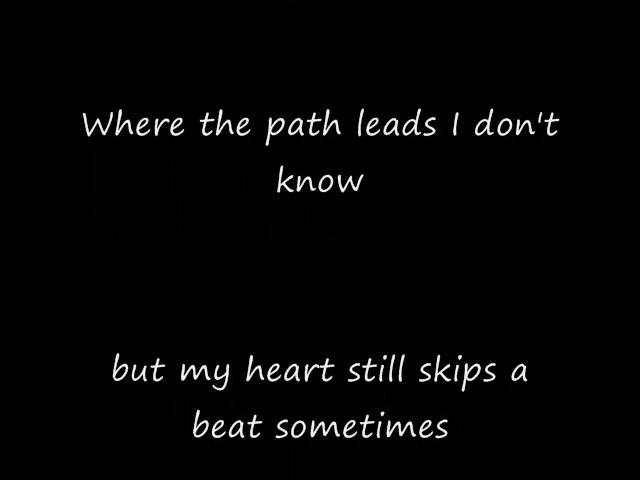 Where the path leads I don't
know
but my heart still skips a
beat sometimes